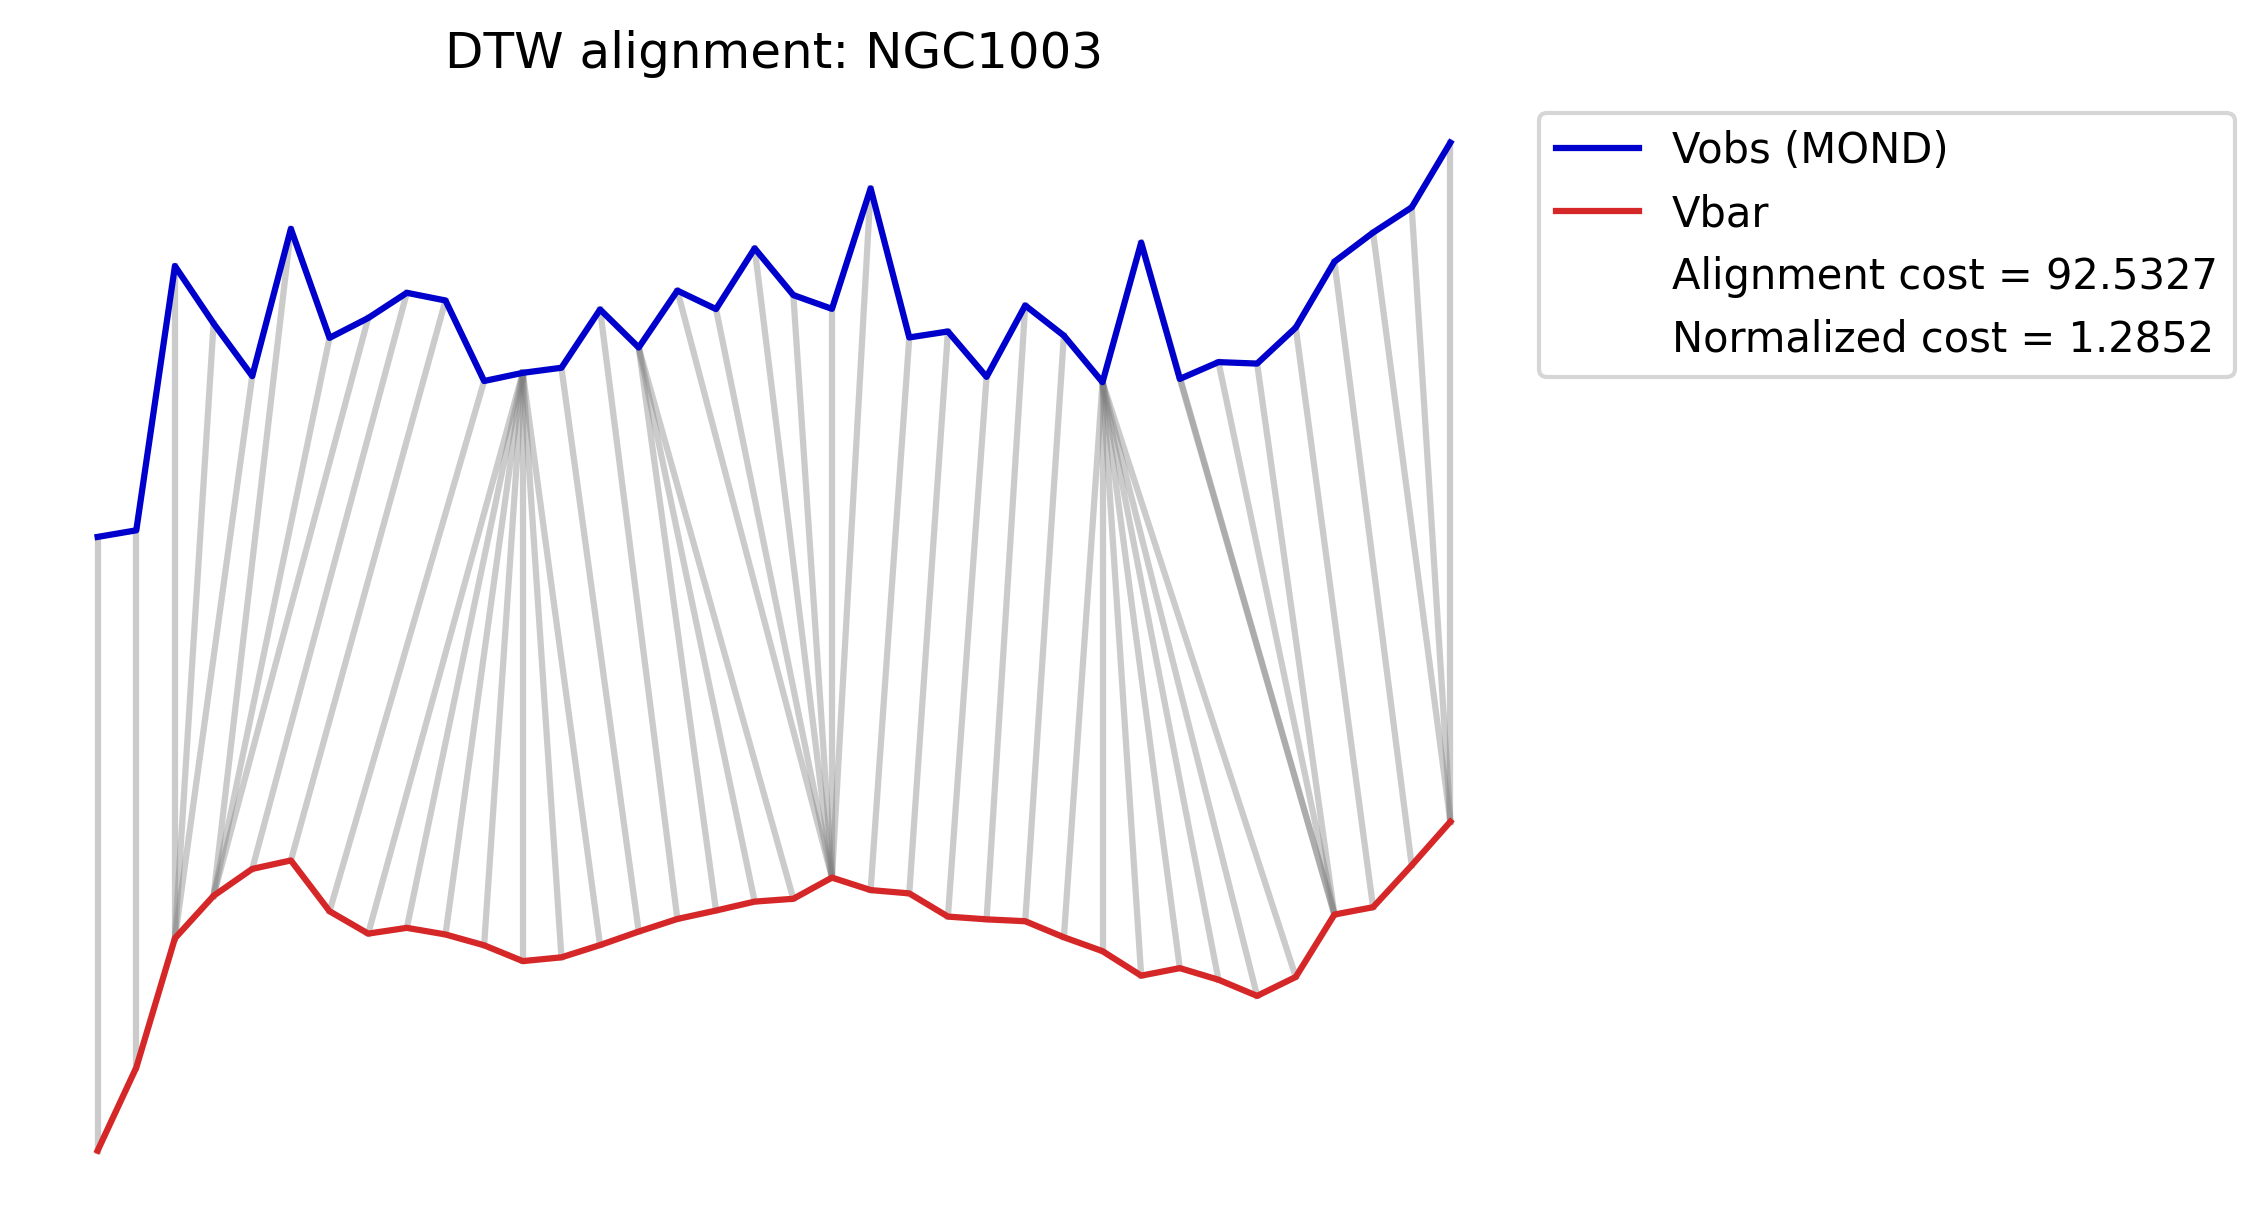 DTW alignment: NGC1003
Vobs (MOND)
Vbar
Alignment cost = 92.5327
Normalized cost = 1.2852